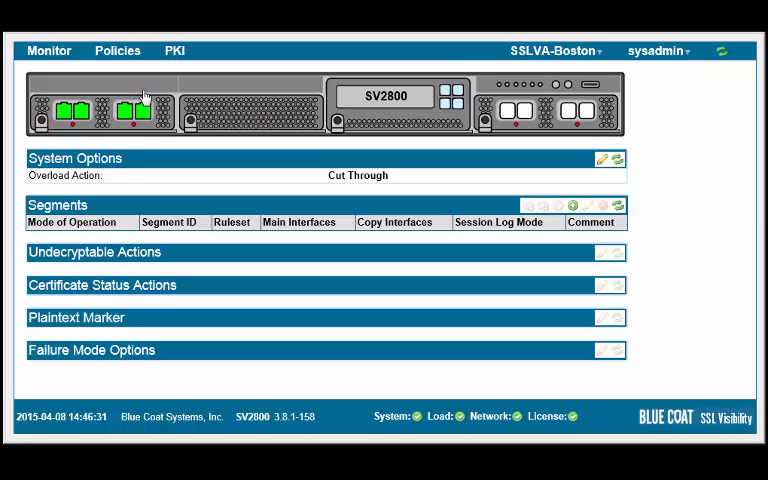 Monitor Policies PKI SSLVA-Boston sysadmin
SV2800
System Options
Overload Action: Cut Through
Segments
Mode of Operation Segment ID Ruleset Main Interfaces Copy Interfaces Session Log Mode Comment
Undecryptable Actions
Certificate Status Actions
Plaintext Marker
Failure Mode Options
2015-04-08 14:46:31 Blue Coat Systems, Inc. SV2800 3.8.1-158 System: Load: Network: License: BLUE COAT SSL Visibility